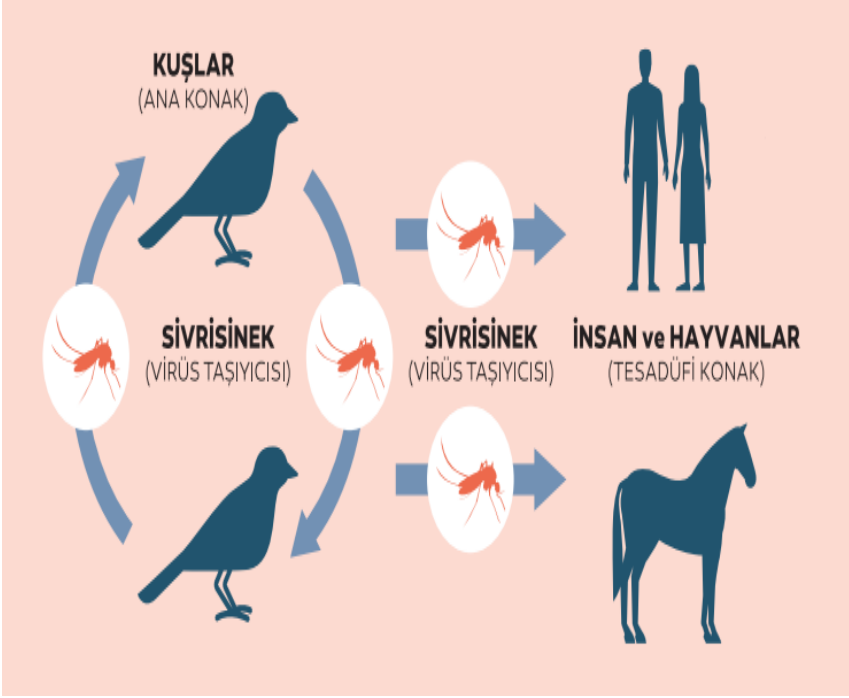 KUŞLAR
(ANA KONAK)
SİVRİSİNEK
(VİRÜS TAŞIYICISI)
SİVRİSİNEK
(VİRÜS TAŞIYICISI)
İNSAN ve HAYVANLAR
(TESADÜFİ KONAK)